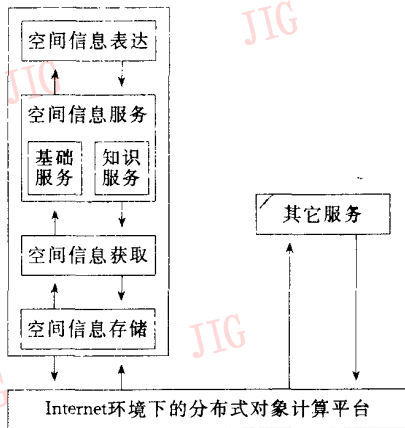 空间信息表达
空间信息服务
基础 知识
服务 服务
空间信息获取
空间信息存储
其它服务
Internet环境下的分布式对象计算平台
JIG
JIG
JIG